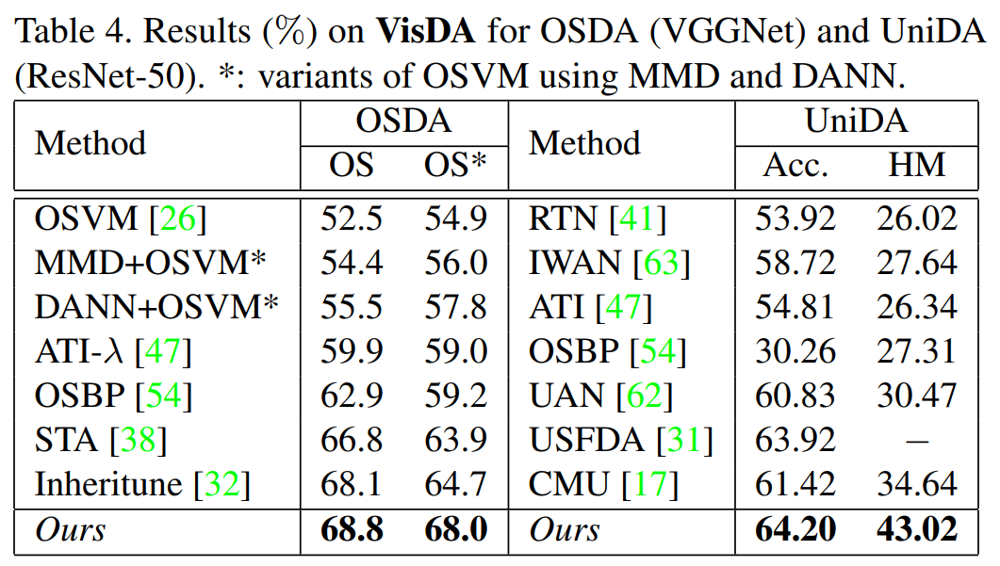 Table 4. Results (%) on VisDA for OSDA (VGGNet) and UniDA
(ResNet-50). *: variants of OSVM using MMD and DANN.
Method OSDA Method UniDA
OS OS* Acc. HM
OSVM [26] 52.5 54.9 RTN [41] 53.92 26.02
MMD+OSVM* 54.4 56.0 IWAN [63] 58.72 27.64
DANN+OSVM* 55.5 57.8 ATI [47] 54.81 26.34
ATI-λ [47] 59.9 59.0 OSBP [54] 30.26 27.31
OSBP [54] 62.9 59.2 UAN [62] 60.83 30.47
STA [38] 66.8 63.9 USFDA [31] 63.92 –
Inheritune [32] 68.1 64.7 CMU [17] 61.42 34.64
Ours 68.8 68.0 Ours 64.20 43.02